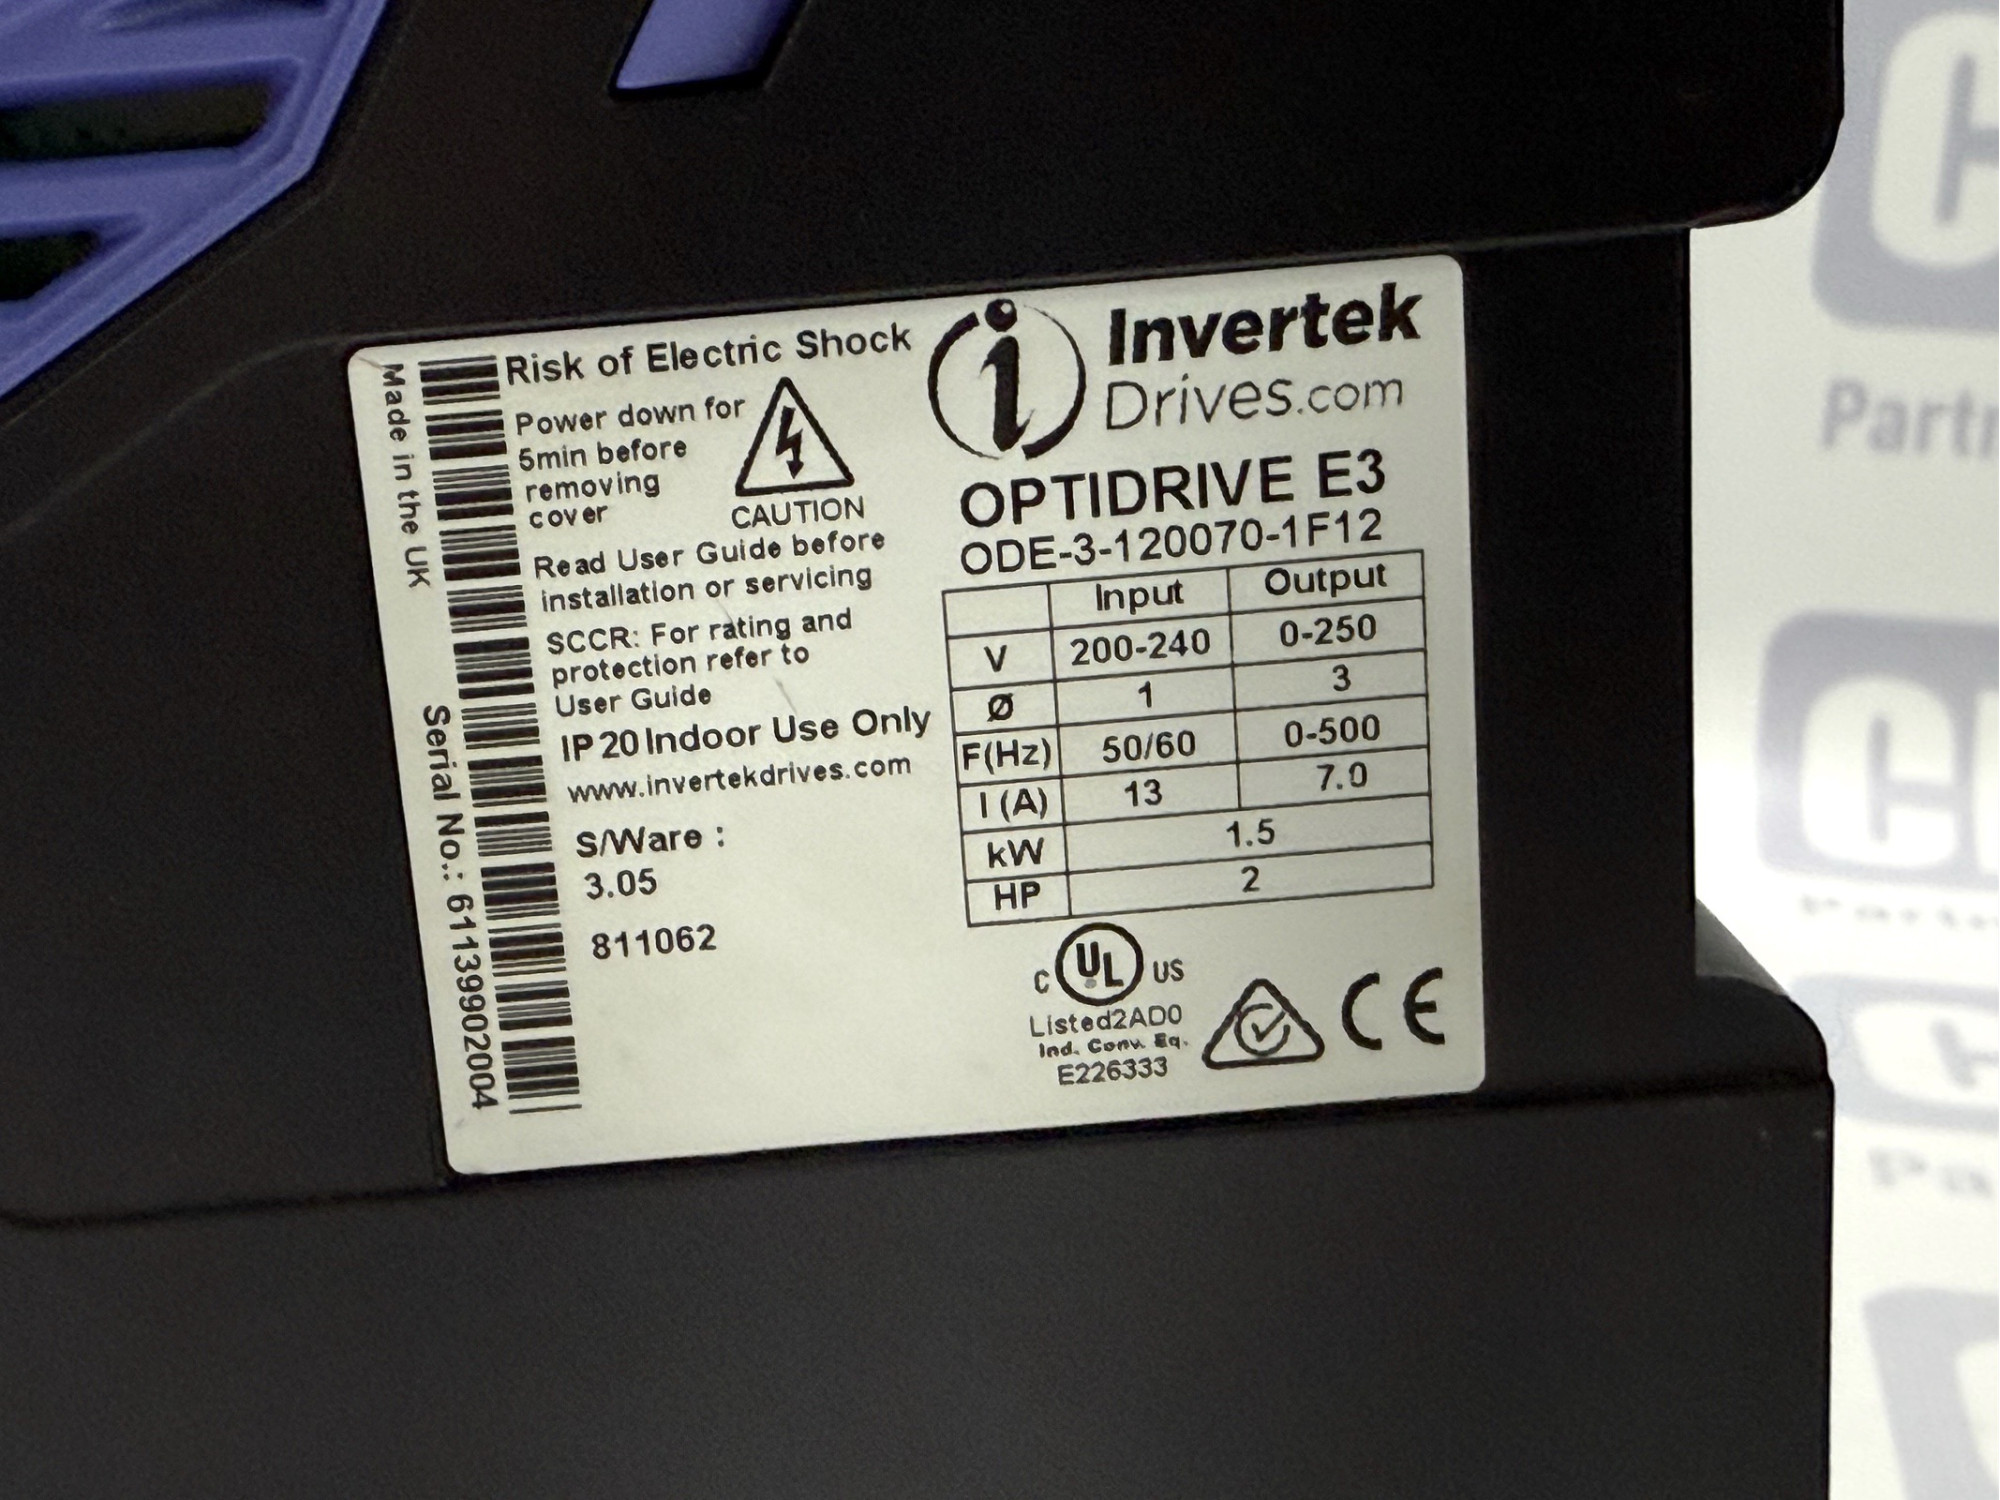 Made in the UK
Serial No.: 61139902004
Risk of Electric Shock
Power down for
5min before
removing
cover
CAUTION
Read User Guide before
installation or servicing
SCCR: For rating and
protection refer to
User Guide
IP20 Indoor Use Only
www.invertekdrives.com
S/Ware :
3.05
811062
i
Invertek
Drives.com
OPTIDRIVE E3
ODE-3-120070-1F12
Input Output
V 200-240 0-250
Ø 1 3
F(Hz) 50/60 0-500
I (A) 13 7.0
kW 1.5
HP 2
C UL US
Listed2AD0
Ind. Conv. Eq.
E226333
CE